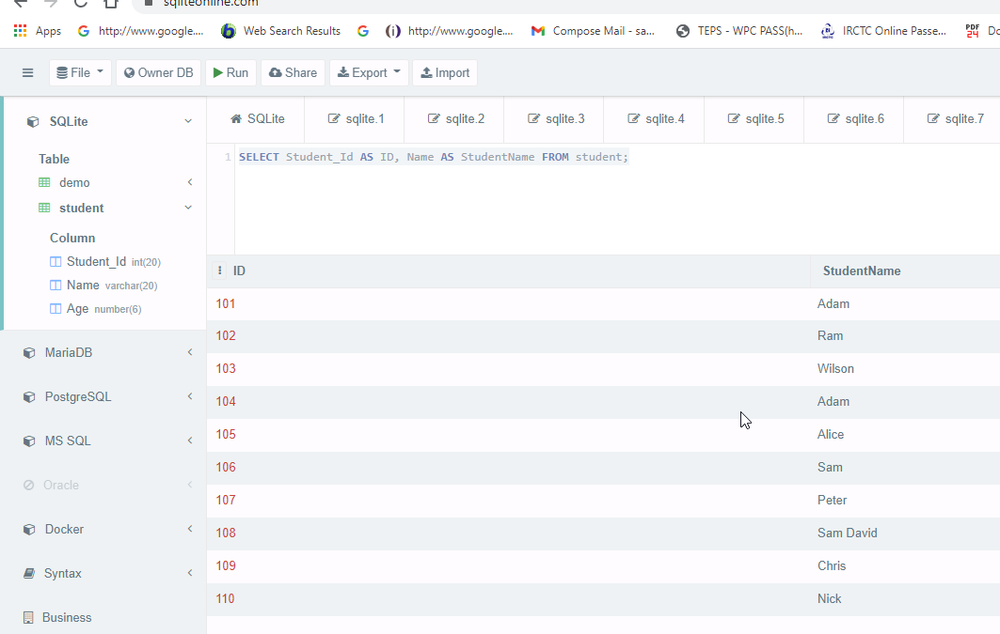 sqliteonline.com
Apps http://www.google.... Web Search Results http://www.google.... Compose Mail - sa... TEPS - WPC PASS(h... IRCTC Online Passe... PDF 24
File Owner DB Run Share Export Import
SQLite
Table
demo
student
Column
Student_Id int(20)
Name varchar(20)
Age number(6)
MariaDB
PostgreSQL
MS SQL
Oracle
Docker
Syntax
Business
SQLite sqlite.1 sqlite.2 sqlite.3 sqlite.4 sqlite.5 sqlite.6 sqlite.7
1 SELECT Student_Id AS ID, Name AS StudentName FROM student;
ID StudentName
101 Adam
102 Ram
103 Wilson
104 Adam
105 Alice
106 Sam
107 Peter
108 Sam David
109 Chris
110 Nick